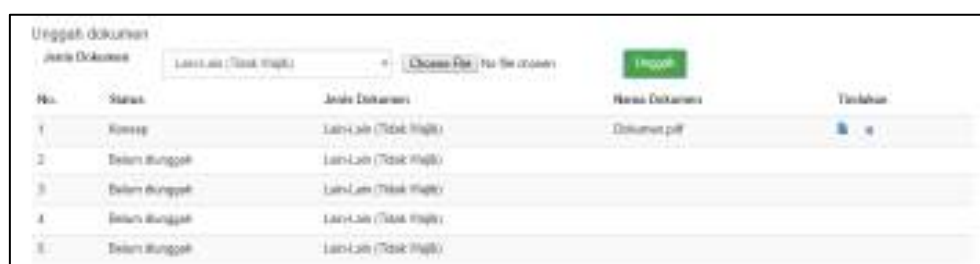 Unggah dokumen
Jenis Dokumen Lain-Lain (Tidak Wajib) Choose File No file chosen Unggah
No. Status Jenis Dokumen Nama Dokumen Tindakan
1 Konsep Lain-Lain (Tidak Wajib) Dokumen.pdf
2 Belum diunggah Lain-Lain (Tidak Wajib)
3 Belum diunggah Lain-Lain (Tidak Wajib)
4 Belum diunggah Lain-Lain (Tidak Wajib)
5 Belum diunggah Lain-Lain (Tidak Wajib)